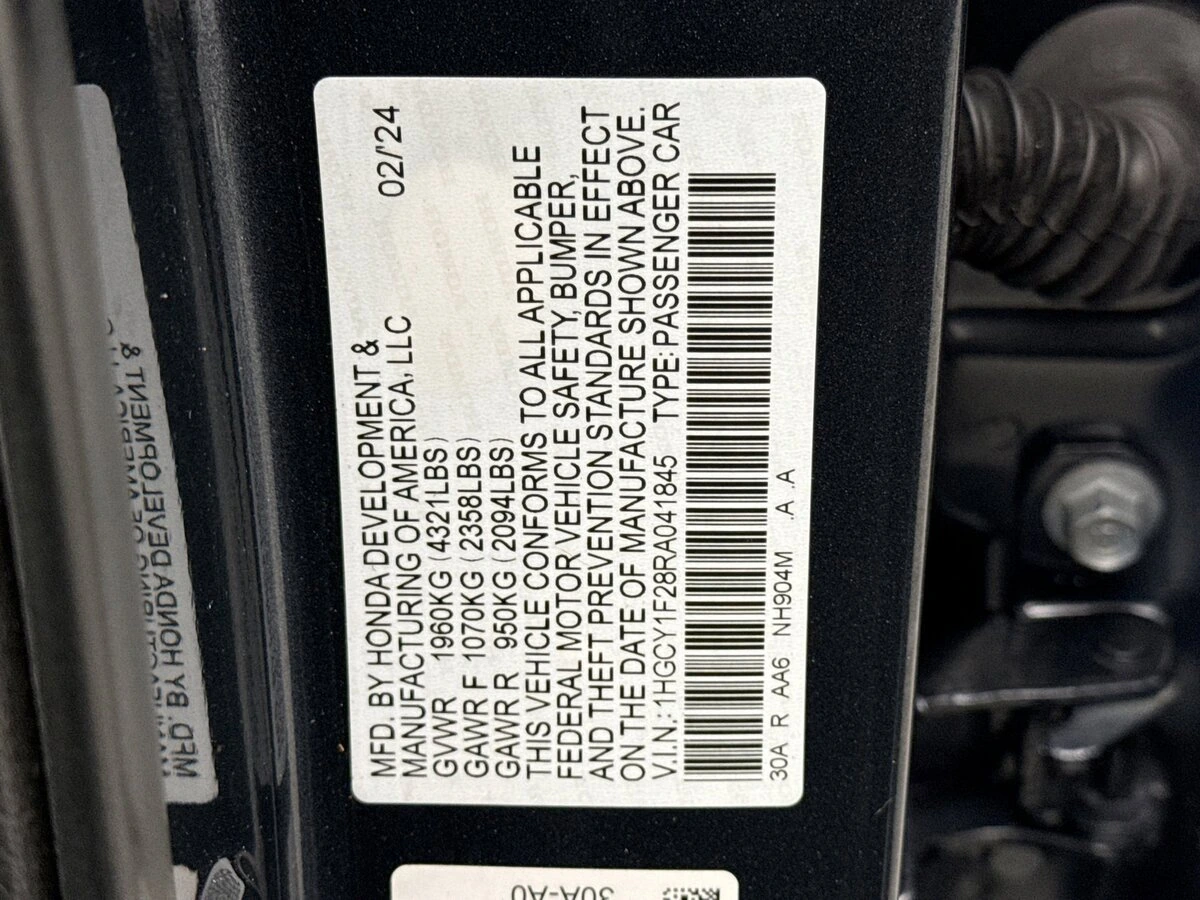 MFD. BY HONDA DEVELOPMENT & 02/'24
MANUFACTURING OF AMERICA, LLC
GVWR 1960KG (4321LBS)
GAWR F 1070KG (2358LBS)
GAWR R 950KG (2094LBS)
THIS VEHICLE CONFORMS TO ALL APPLICABLE
FEDERAL MOTOR VEHICLE SAFETY, BUMPER,
AND THEFT PREVENTION STANDARDS IN EFFECT
ON THE DATE OF MANUFACTURE SHOWN ABOVE.
V.I.N.: 1HGCY1F28RA041845 TYPE: PASSENGER CAR
30A R AA6 NH904M .A .A
30A-A0
MFD. BY HONDA DEVELOPMENT &